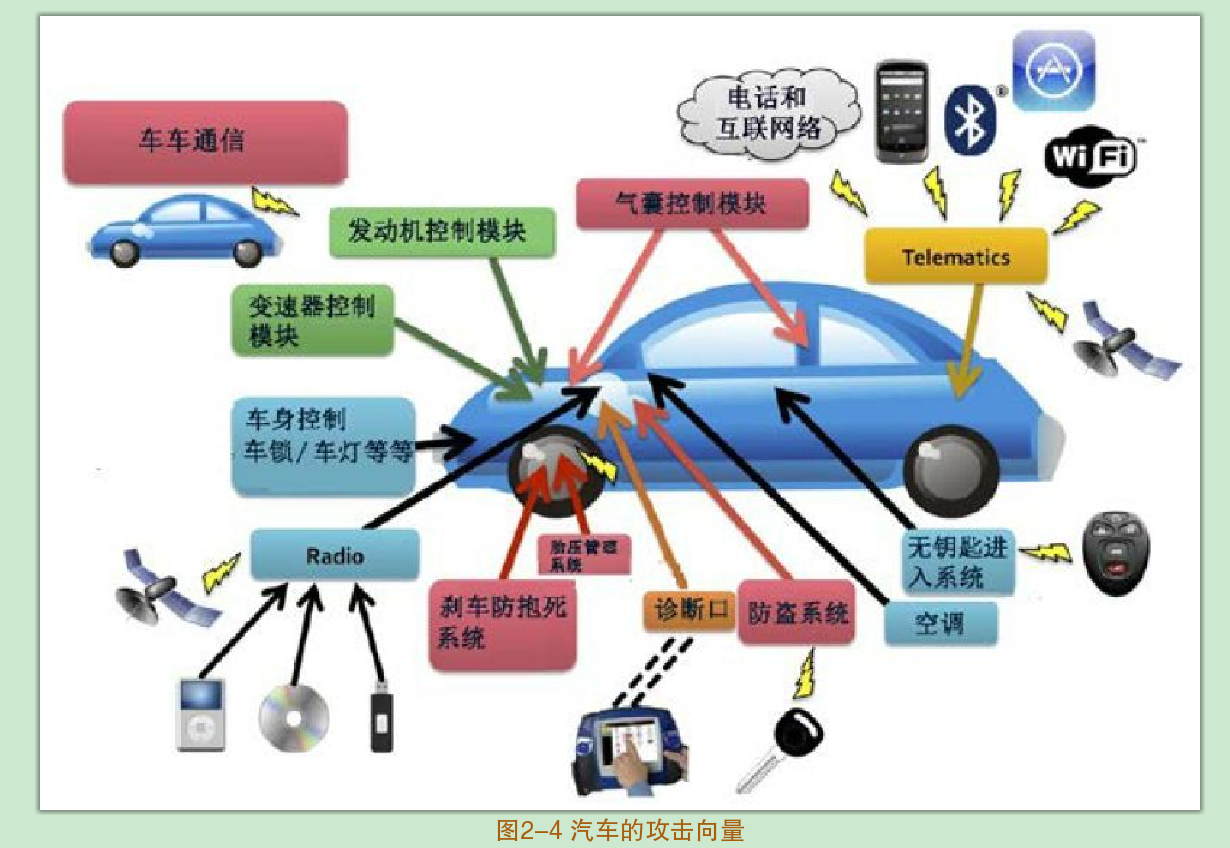 电话和
互联网络
®
WiFi
车车通信
气囊控制模块
发动机控制模块
Telematics
变速器控制
模块
车身控制
车锁/车灯等等
Radio
胎压管理
系统
无钥匙进
入系统
刹车防抱死
系统
诊断口
防盗系统
空调
图2-4 汽车的攻击向量